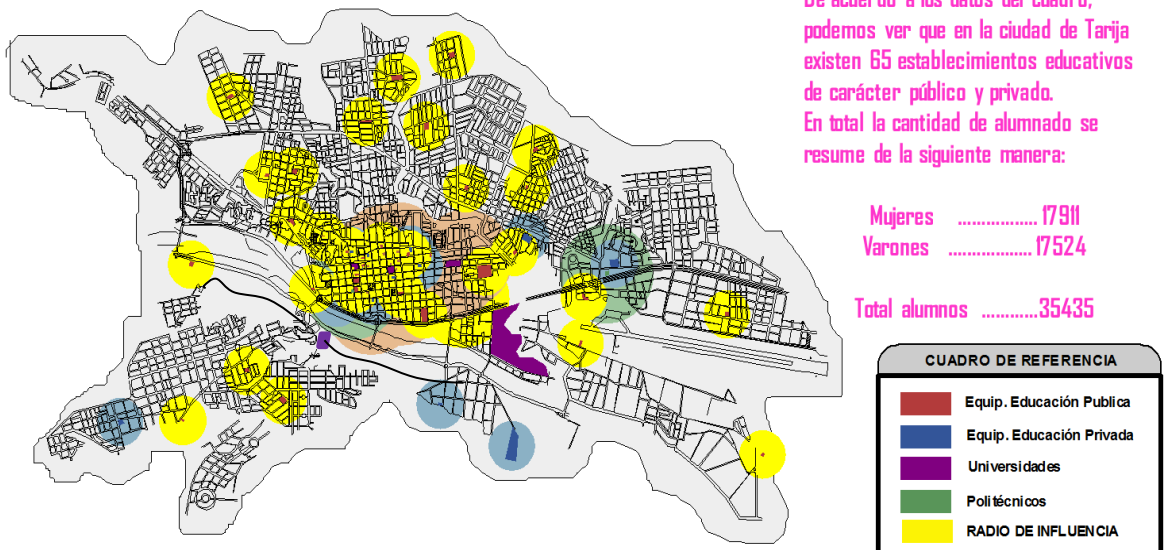 De acuerdo a los datos del cuadro,
podemos ver que en la ciudad de Tarija
existen 65 establecimientos educativos
de carácter público y privado.
En total la cantidad de alumnado se
resume de la siguiente manera:
Mujeres ................. 17911
Varones .................. 17524
Total alumnos ............35435
CUADRO DE REFERENCIA
Equip. Educación Publica
Equip. Educación Privada
Universidades
Politécnicos
RADIO DE INFLUENCIA